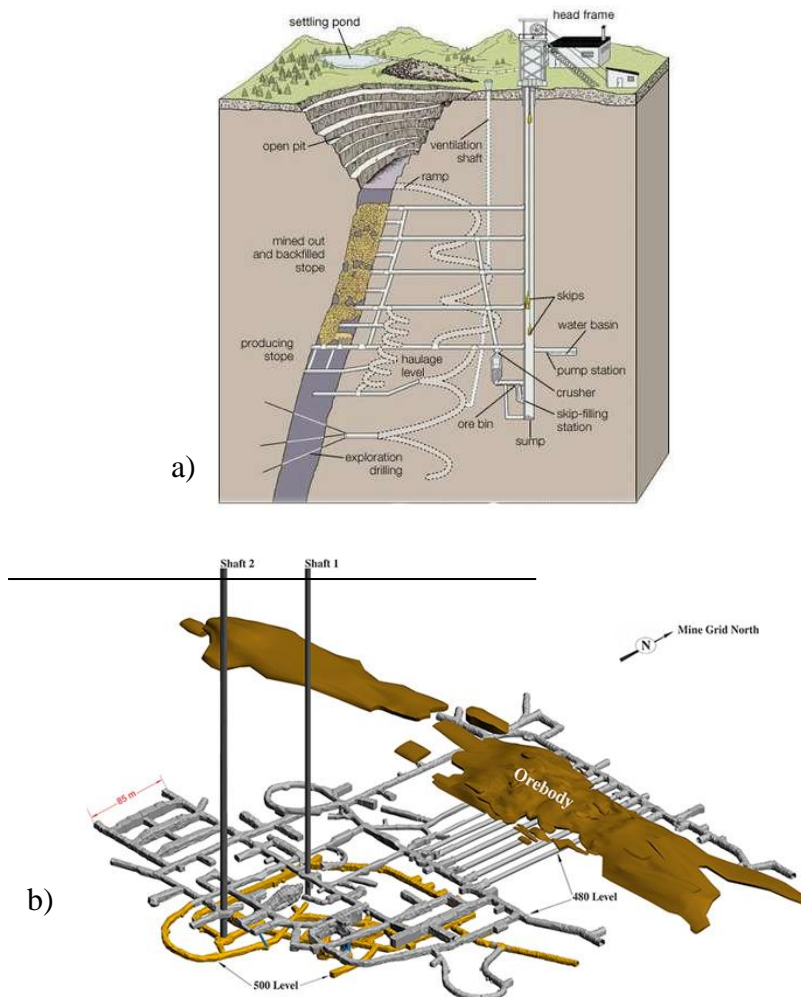 head frame
settling pond
open pit
ventilation
shaft
ramp
mined out
and backfilled
stope
skips
water basin
producing
stope
haulage
level
pump station
crusher
ore bin
skip-filling
station
sump
exploration
drilling
a)
Shaft 2
Shaft 1
Mine Grid North
N
85 m
Orebody
480 Level
b)
500 Level